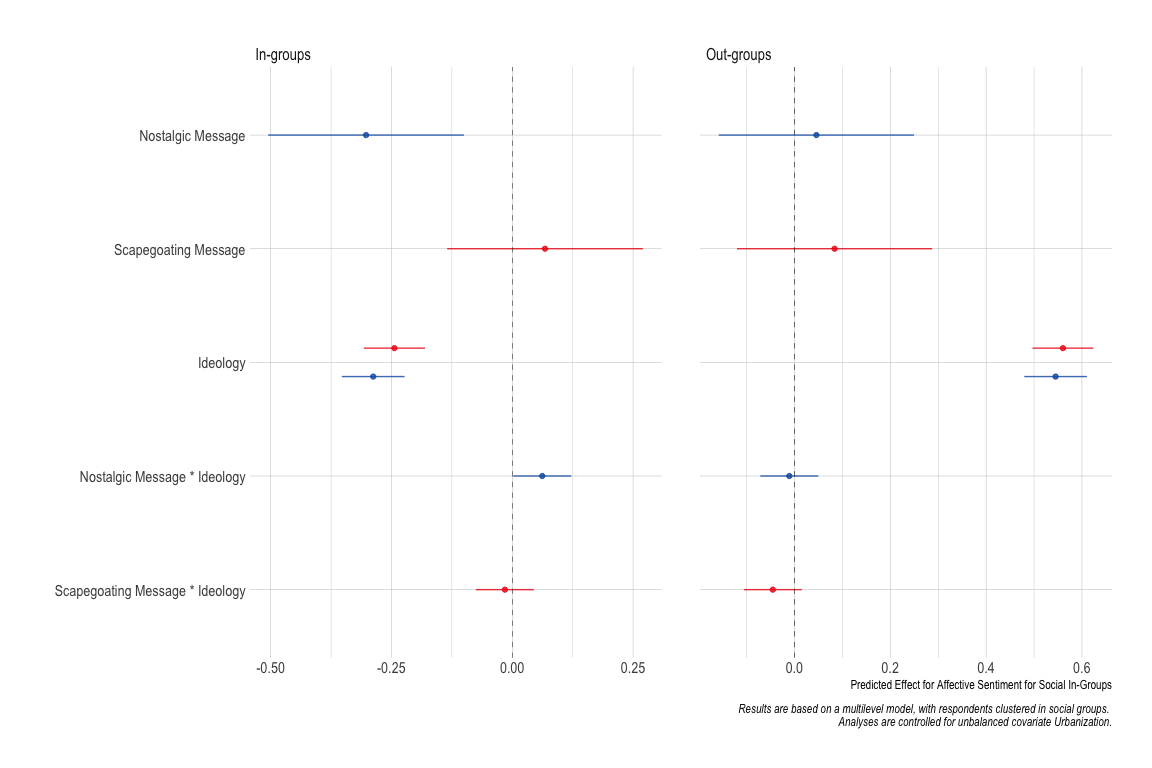 In-groups
Out-groups
Nostalgic Message
Scapegoating Message
Ideology
Nostalgic Message * Ideology
Scapegoating Message * Ideology
-0.50 -0.25 0.00 0.25
0.0 0.2 0.4 0.6
Predicted Effect for Affective Sentiment for Social In-Groups
Results are based on a multilevel model, with respondents clustered in social groups.
Analyses are controlled for unbalanced covariate Urbanization.